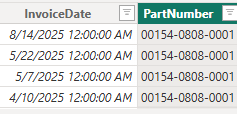 InvoiceDate PartNumber
8/14/2025 12:00:00 AM 00154-0808-0001
5/22/2025 12:00:00 AM 00154-0808-0001
5/7/2025 12:00:00 AM 00154-0808-0001
4/10/2025 12:00:00 AM 00154-0808-0001